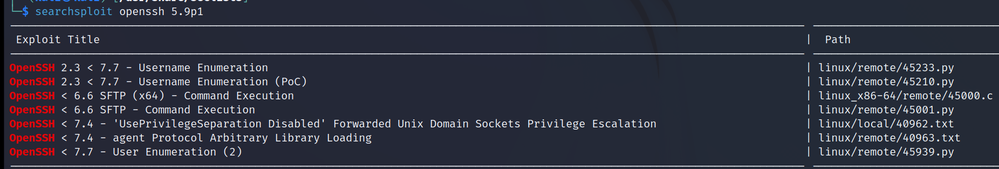 searchsploit openssh 5.9p1
Exploit Title | Path
OpenSSH 2.3 < 7.7 - Username Enumeration | linux/remote/45233.py
OpenSSH 2.3 < 7.7 - Username Enumeration (PoC) | linux/remote/45210.py
OpenSSH < 6.6 SFTP (x64) - Command Execution | linux_x86-64/remote/45000.c
OpenSSH < 6.6 SFTP - Command Execution | linux/remote/45001.py
OpenSSH < 7.4 - 'UsePrivilegeSeparation Disabled' Forwarded Unix Domain Sockets Privilege Escalation | linux/local/40962.txt
OpenSSH < 7.4 - agent Protocol Arbitrary Library Loading | linux/remote/40963.txt
OpenSSH < 7.7 - User Enumeration (2) | linux/remote/45939.py